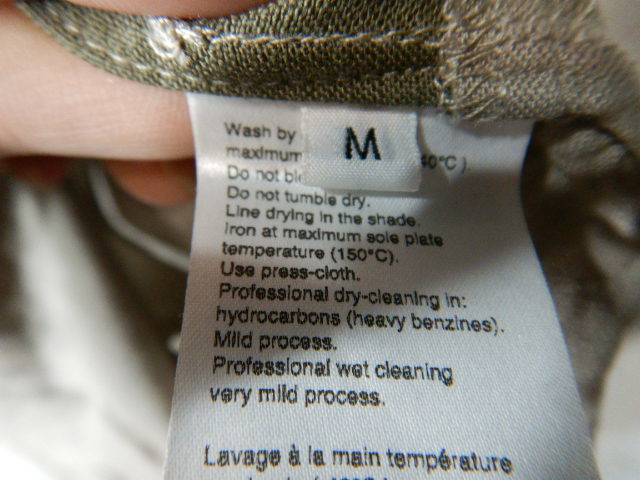 Wash by
M
maximum 40°C ).
Do not
Do not tumble dry.
Line drying in the shade.
Iron at maximum sole plate
temperature (150°C).
Use press-cloth.
Professional dry-cleaning in:
hydrocarbons (heavy benzines).
Mild process.
Professional wet cleaning
very mild process.
Lavage à la main température